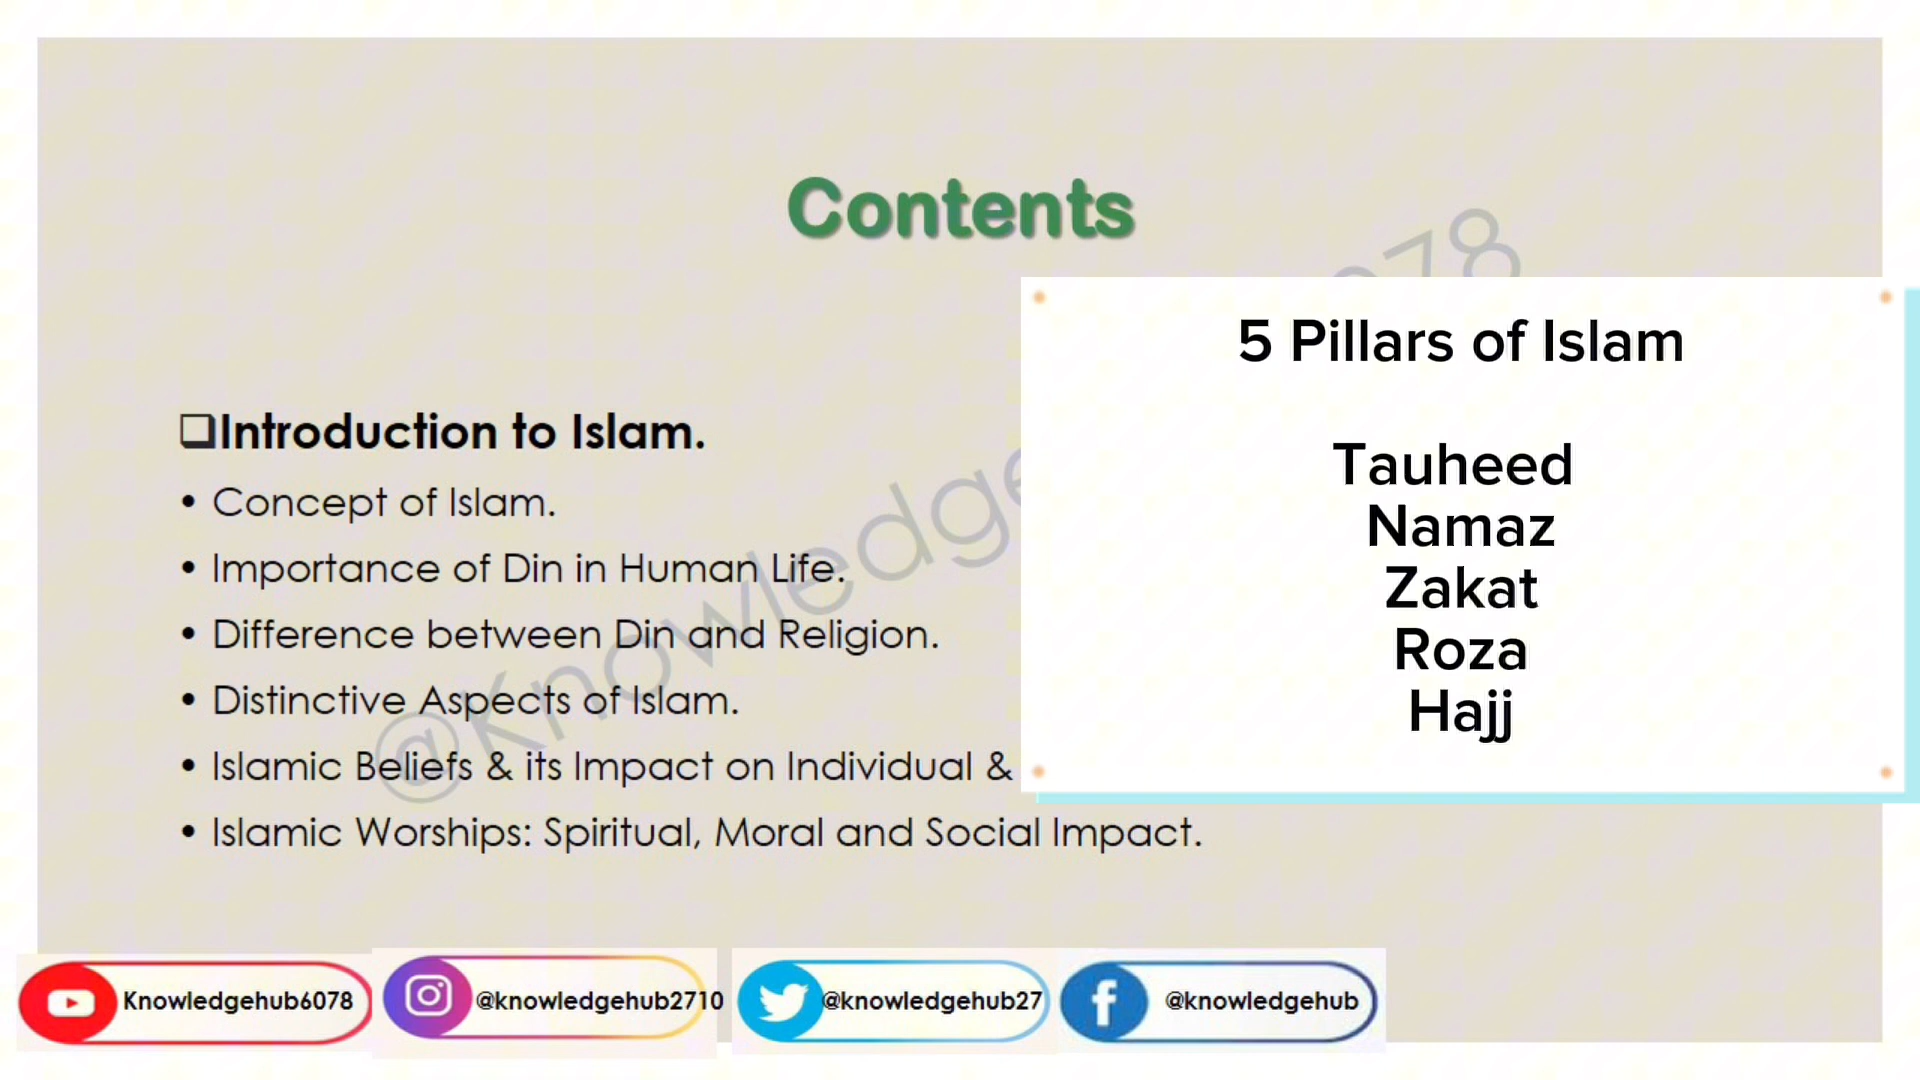 Contents
❑Introduction to Islam.
• Concept of Islam.
• Importance of Din in Human Life.
• Difference between Din and Religion.
• Distinctive Aspects of Islam.
• Islamic Beliefs & its Impact on Individual &
• Islamic Worships: Spiritual, Moral and Social Impact.
5 Pillars of Islam
Tauheed
Namaz
Zakat
Roza
Hajj
@Knowledge 78
Knowledgehub6078
@knowledgehub2710
@knowledgehub27
@knowledgehub